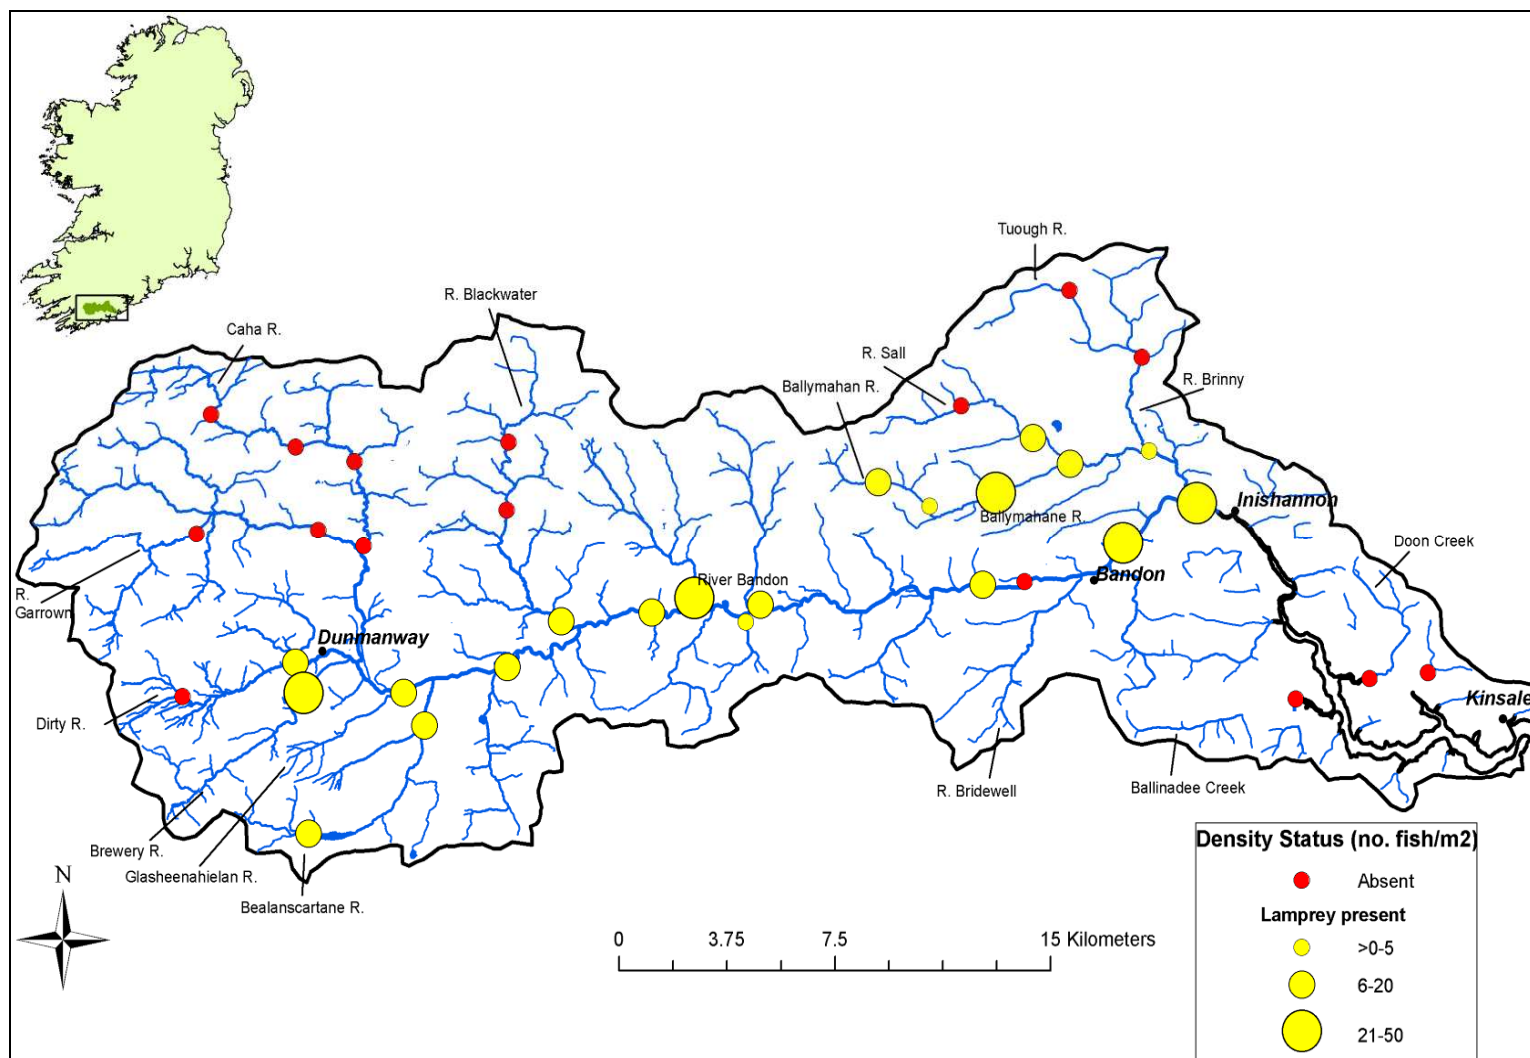 Tuough R.
R. Blackwater
Caha R.
R. Sall
Ballymahan R.
R. Brinny
Inishannon
Ballymahane R.
Doon Creek
Bandon
River Bandon
R.
Garrown
Dunmanway
Kinsale
Dirty R.
R. Bridewell
Ballinadee Creek
Brewery R.
Glasheenahielan R.
Bealanscartane R.
N
0 3.75 7.5 15 Kilometers
Density Status (no. fish/m2)
Absent
Lamprey present
>0-5
6-20
21-50